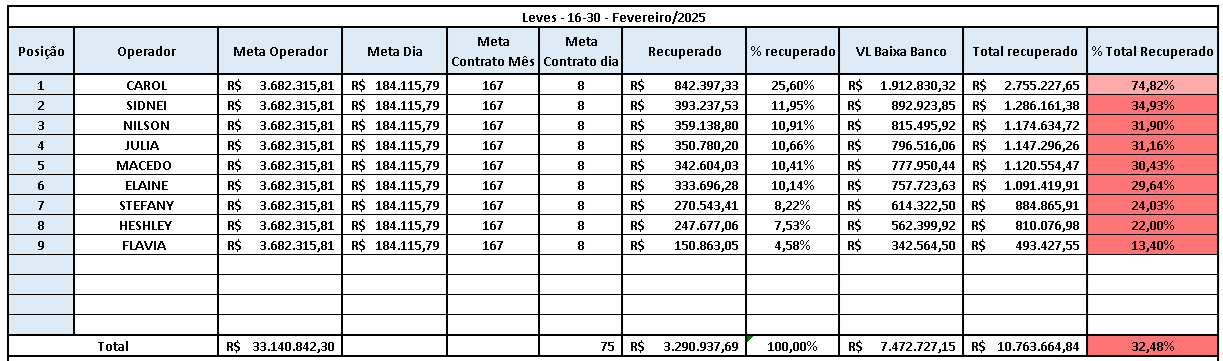 Leves - 16-30 - Fevereiro/2025
Posição Operador Meta Operador Meta Dia Meta Contrato Mês Meta Contrato dia Recuperado % recuperado VL Baixa Banco Total recuperado % Total Recuperado
1 CAROL R$ 3.682.315,81 R$ 184.115,79 167 8 R$ 842.397,33 25,60% R$ 1.912.830,32 R$ 2.755.227,65 74,82%
2 SIDNEI R$ 3.682.315,81 R$ 184.115,79 167 8 R$ 393.237,53 11,95% R$ 892.923,85 R$ 1.286.161,38 34,93%
3 NILSON R$ 3.682.315,81 R$ 184.115,79 167 8 R$ 359.138,80 10,91% R$ 815.495,92 R$ 1.174.634,72 31,90%
4 JULIA R$ 3.682.315,81 R$ 184.115,79 167 8 R$ 350.780,20 10,66% R$ 796.516,06 R$ 1.147.296,26 31,16%
5 MACEDO R$ 3.682.315,81 R$ 184.115,79 167 8 R$ 342.604,03 10,41% R$ 777.950,44 R$ 1.120.554,47 30,43%
6 ELAINE R$ 3.682.315,81 R$ 184.115,79 167 8 R$ 333.696,28 10,14% R$ 757.723,63 R$ 1.091.419,91 29,64%
7 STEFANY R$ 3.682.315,81 R$ 184.115,79 167 8 R$ 270.543,41 8,22% R$ 614.322,50 R$ 884.865,91 24,03%
8 HESHLEY R$ 3.682.315,81 R$ 184.115,79 167 8 R$ 247.677,06 7,53% R$ 562.399,92 R$ 810.076,98 22,00%
9 FLAVIA R$ 3.682.315,81 R$ 184.115,79 167 8 R$ 150.863,05 4,58% R$ 342.564,50 R$ 493.427,55 13,40%
Total R$ 33.140.842,30 75 R$ 3.290.937,69 100,00% R$ 7.472.727,15 R$ 10.763.664,84 32,48%